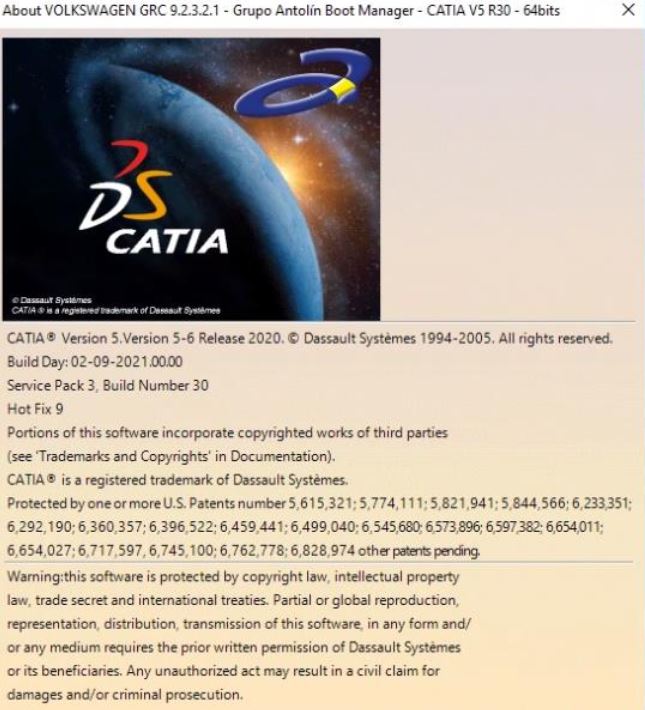 About VOLKSWAGEN GRC 9.2.3.2.1 - Grupo Antolín Boot Manager - CATIA V5 R30 - 64bits
DS
CATIA
© Dassault Systèmes
CATIA ® is a registered trademark of Dassault Systèmes
CATIA® Version 5.Version 5-6 Release 2020. © Dassault Systèmes 1994-2005. All rights reserved.
Build Day: 02-09-2021.00.00
Service Pack 3, Build Number 30
Hot Fix 9
Portions of this software incorporate copyrighted works of third parties
(see 'Trademarks and Copyrights' in Documentation).
CATIA® is a registered trademark of Dassault Systèmes.
Protected by one or more U.S. Patents number 5,615,321; 5,774,111; 5,821,941; 5,844,566; 6,233,351;
6,292,190; 6,360,357; 6,396,522; 6,459,441; 6,499,040; 6,545,680; 6,573,896; 6,597,382; 6,654,011;
6,654,027; 6,717,597, 6,745,100; 6,762,778; 6,828,974 other patents pending.
Warning:this software is protected by copyright law, intellectual property
law, trade secret and international treaties. Partial or global reproduction,
representation, distribution, transmission of this software, in any form and/
or any medium requires the prior written permission of Dassault Systèmes
or its beneficiaries. Any unauthorized act may result in a civil claim for
damages and/or criminal prosecution.